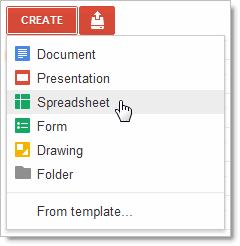 CREATE
Document
Presentation
Spreadsheet
Form
Drawing
Folder
From template...